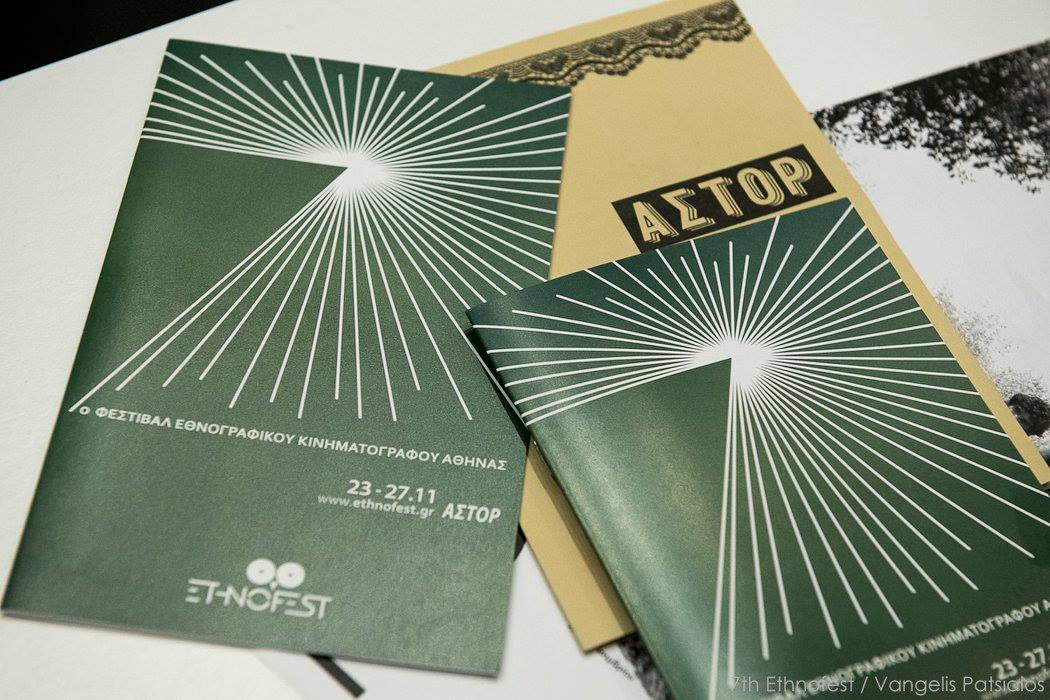 ο ΦΕΣΤΙΒΑΛ ΕΘΝΟΓΡΑΦΙΚΟΥ ΚΙΝΗΜΑΤΟΓΡΑΦΟΥ ΑΘΗΝΑΣ
23 - 27.11
www.ethnofest.gr ΑΣΤΟΡ
ETHNOFEST
ΑΣΤΟΡ
ΕΘΝΟΓΡΑΦΙΚΟΥ ΚΙΝΗΜΑΤΟΓΡΑΦΟΥ Α
23 - 27
7th Ethnofest / Vangelis Patsialos